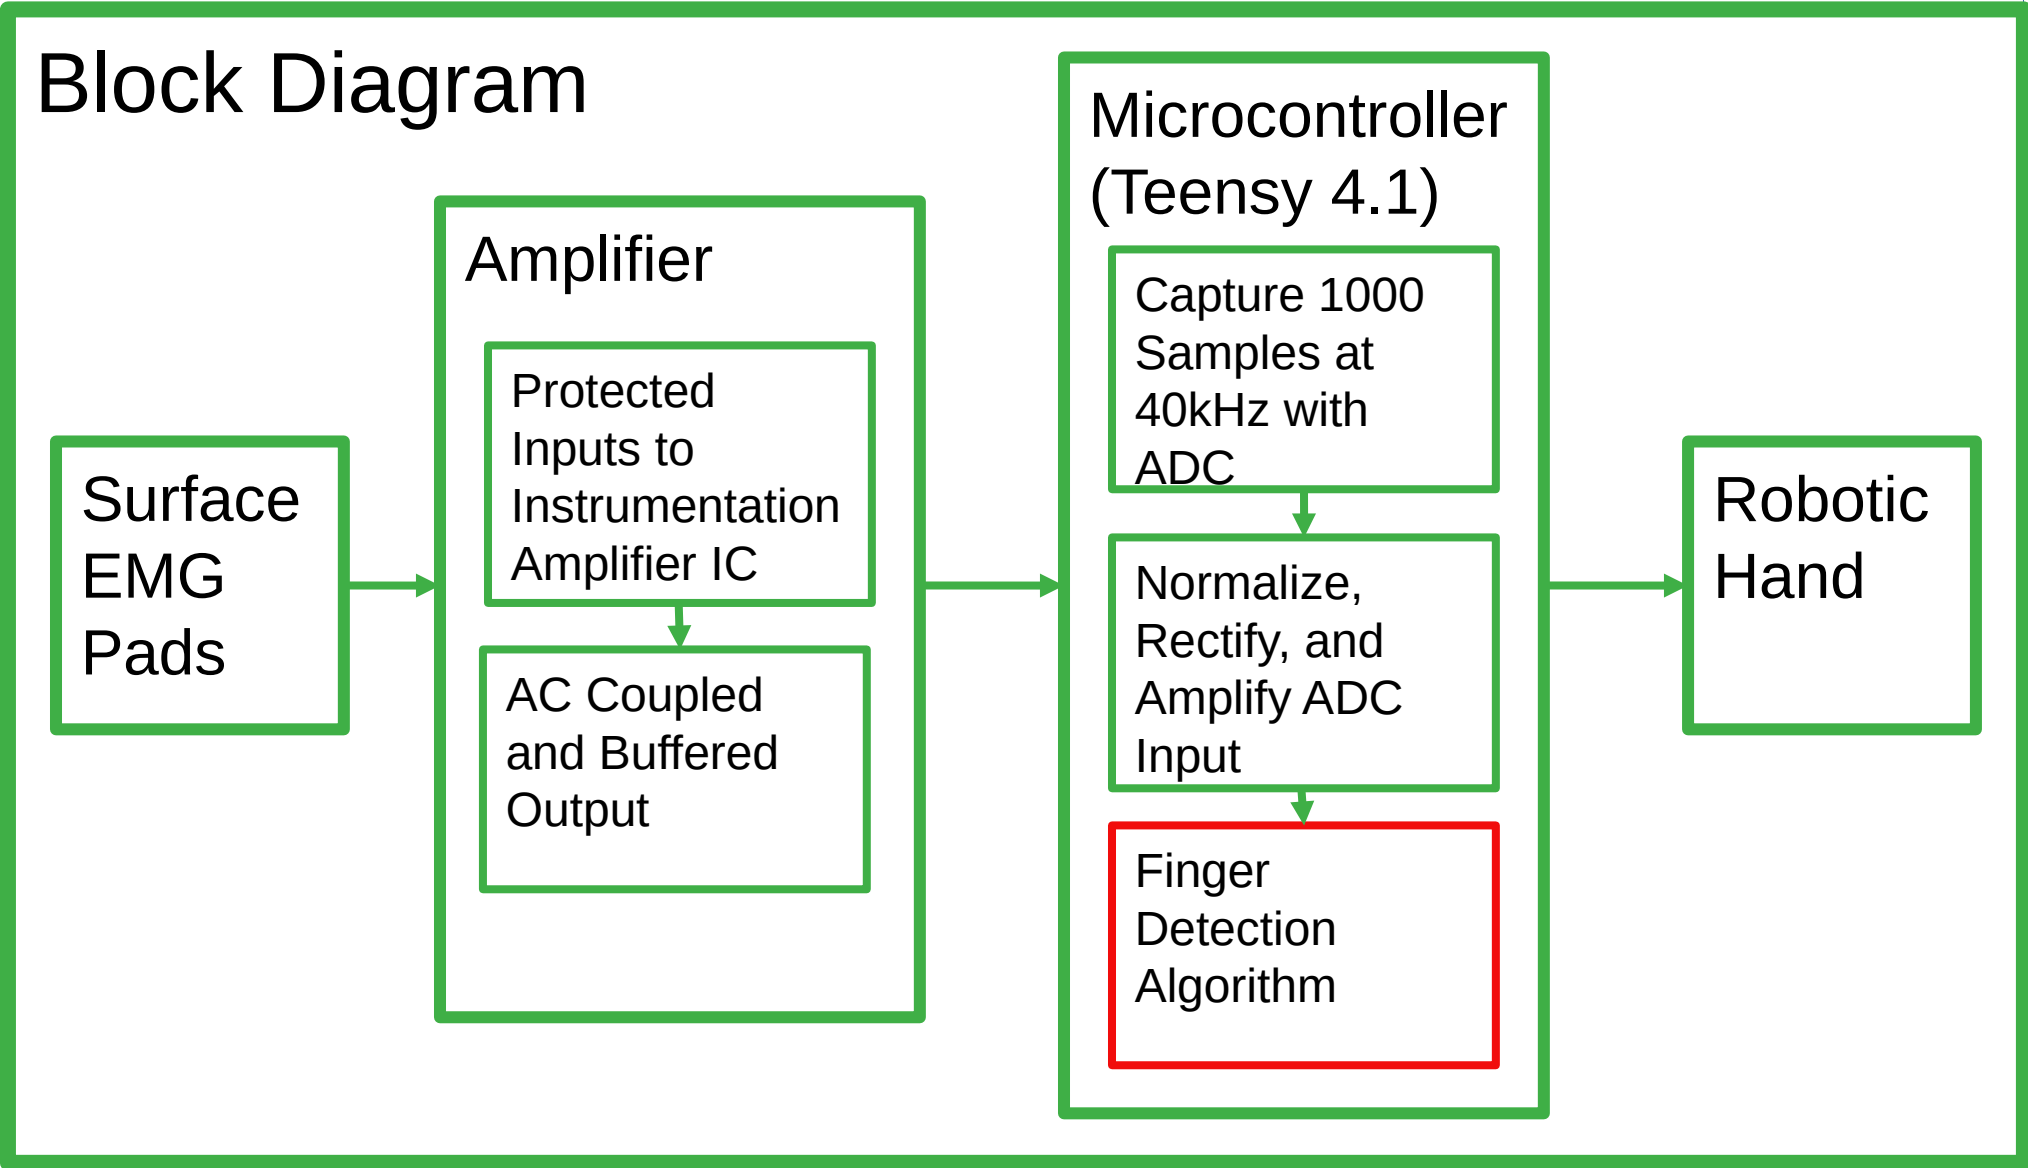 Block Diagram
Surface
EMG
Pads
Amplifier
Protected
Inputs to
Instrumentation
Amplifier IC
AC Coupled
and Buffered
Output
Microcontroller
(Teensy 4.1)
Capture 1000
Samples at
40kHz with
ADC
Normalize,
Rectify, and
Amplify ADC
Input
Finger
Detection
Algorithm
Robotic
Hand